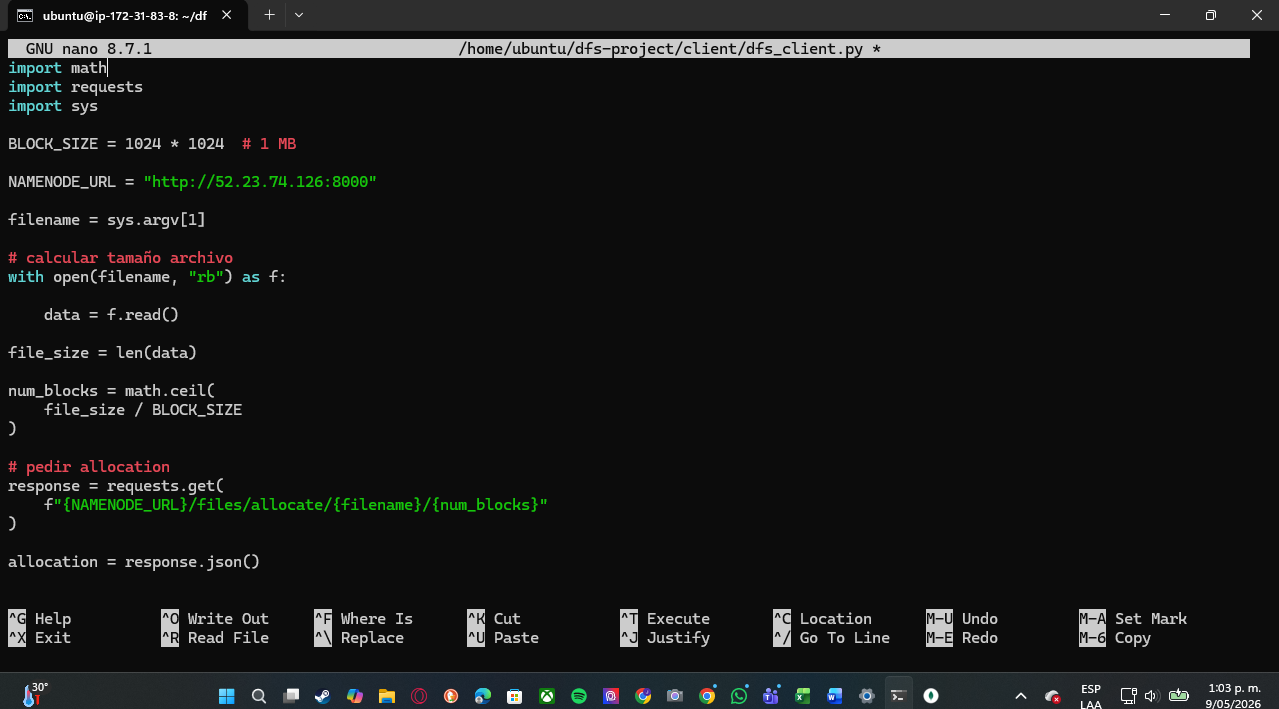 ubuntu@ip-172-31-83-8: ~/df
GNU nano 8.7.1 /home/ubuntu/dfs-project/client/dfs_client.py *
import math
import requests
import sys
BLOCK_SIZE = 1024 * 1024  # 1 MB
NAMENODE_URL = "http://52.23.74.126:8000"
filename = sys.argv[1]
# calcular tamaño archivo
with open(filename, "rb") as f:
    data = f.read()
file_size = len(data)
num_blocks = math.ceil(
    file_size / BLOCK_SIZE
)
# pedir allocation
response = requests.get(
    f"{NAMENODE_URL}/files/allocate/{filename}/{num_blocks}"
)
allocation = response.json()
^G Help ^O Write Out ^F Where Is ^K Cut ^T Execute ^C Location M-U Undo M-A Set Mark
^X Exit ^R Read File ^\ Replace ^U Paste ^J Justify ^/ Go To Line M-E Redo M-6 Copy
30°
ESP
LAA
1:03 p. m.
9/05/2026